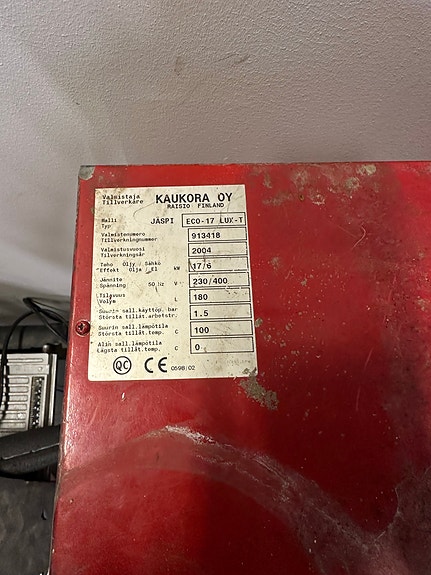 Valmistaja
Tillverkare
KAUKORA OY
RAISIO FINLAND
Malli
Typ
JÄSPI ECO-17 LUX-T
Valmistenumero
Tillverkningnummer
913418
Valmistusvuosi
Tillverkningsår
2004
Teho Öljy / Sähkö
Effekt Olja / El
kW 17/6
Jännite
Spänning
50 Hz V 230/400
Tilavuus
Volym
L 180
Suurin sall.käyttöp. bar
Största tillåt.arbetstr.
1.5
Suurin sall.lämpötila
Största tillåt.temp.
C 100
Alin sall.lämpötila
Lägsta tillåt.temp.
C 0
QC CE 0598/02